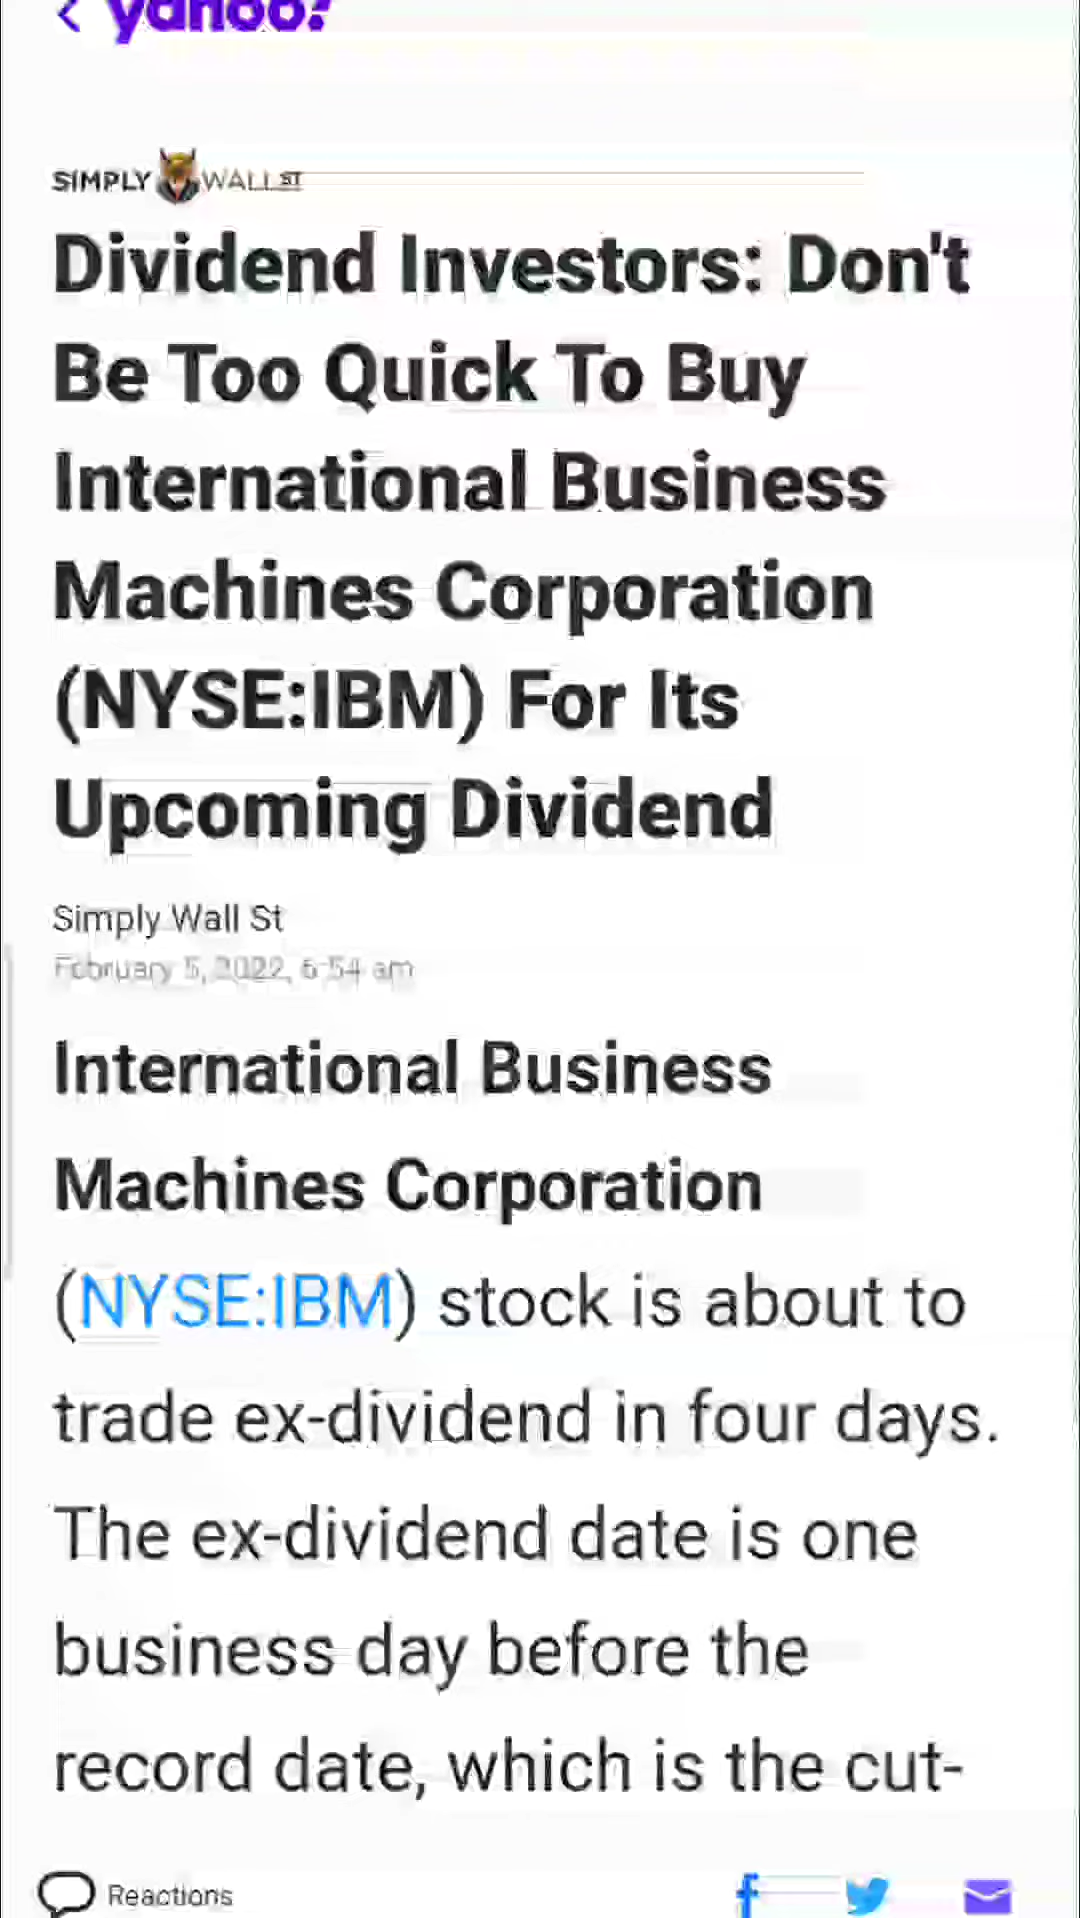 yahoo!
SIMPLY WALL ST
Dividend Investors: Don't
Be Too Quick To Buy
International Business
Machines Corporation
(NYSE:IBM) For Its
Upcoming Dividend
Simply Wall St
February 5, 2022, 6:54 am
International Business
Machines Corporation
(NYSE:IBM) stock is about to
trade ex-dividend in four days.
The ex-dividend date is one
business day before the
record date, which is the cut-
Reactions